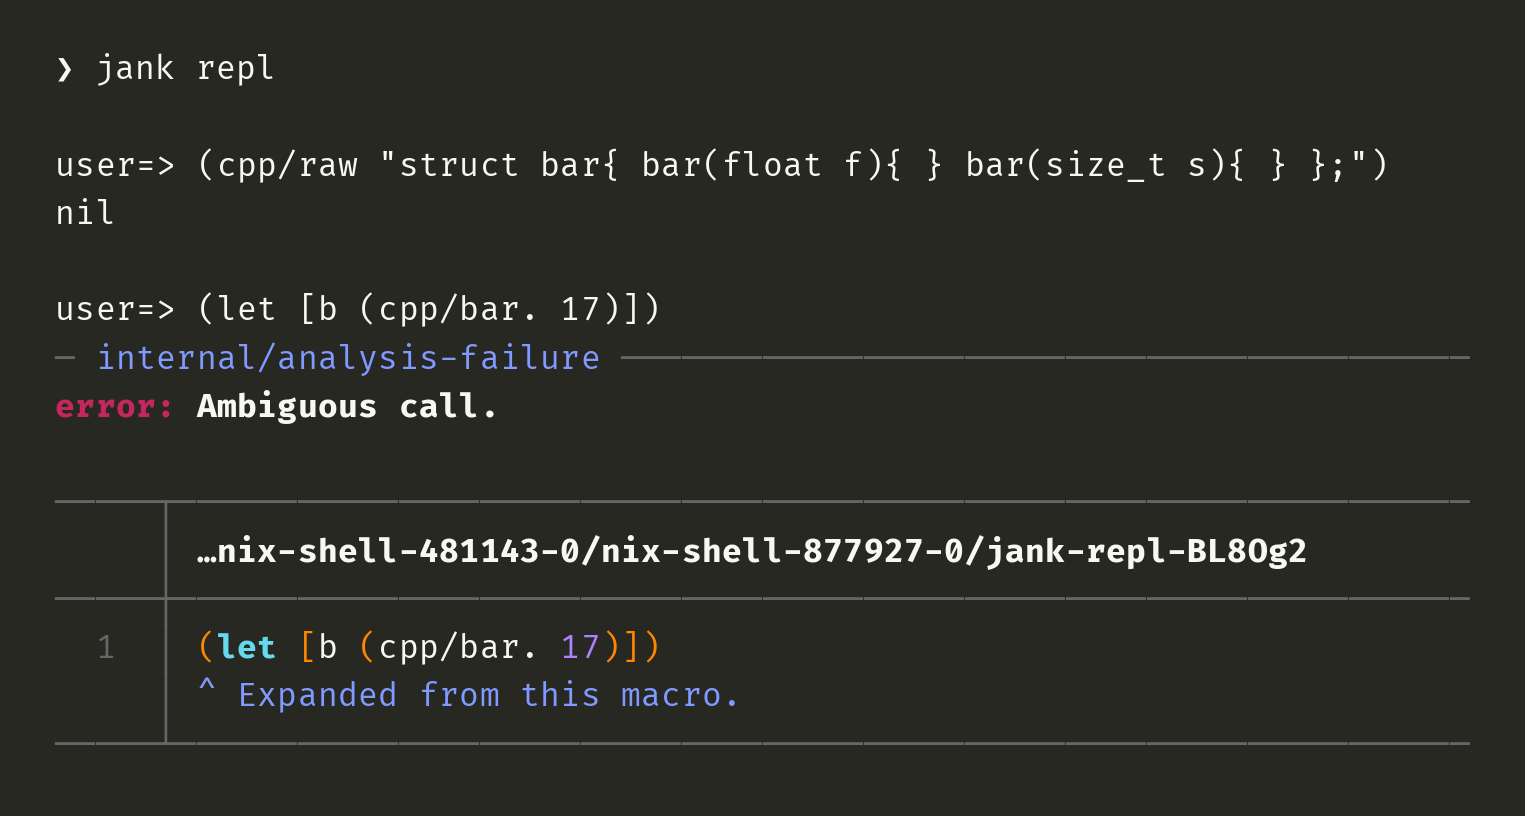 ❯ jank repl
user=> (cpp/raw "struct bar{ bar(float f){ } bar(size_t s){ } };")
nil
user=> (let [b (cpp/bar. 17)])
─ internal/analysis-failure ─
error: Ambiguous call.
…nix-shell-481143-0/nix-shell-877927-0/jank-repl-BL8Og2
1 (let [b (cpp/bar. 17)])
^ Expanded from this macro.